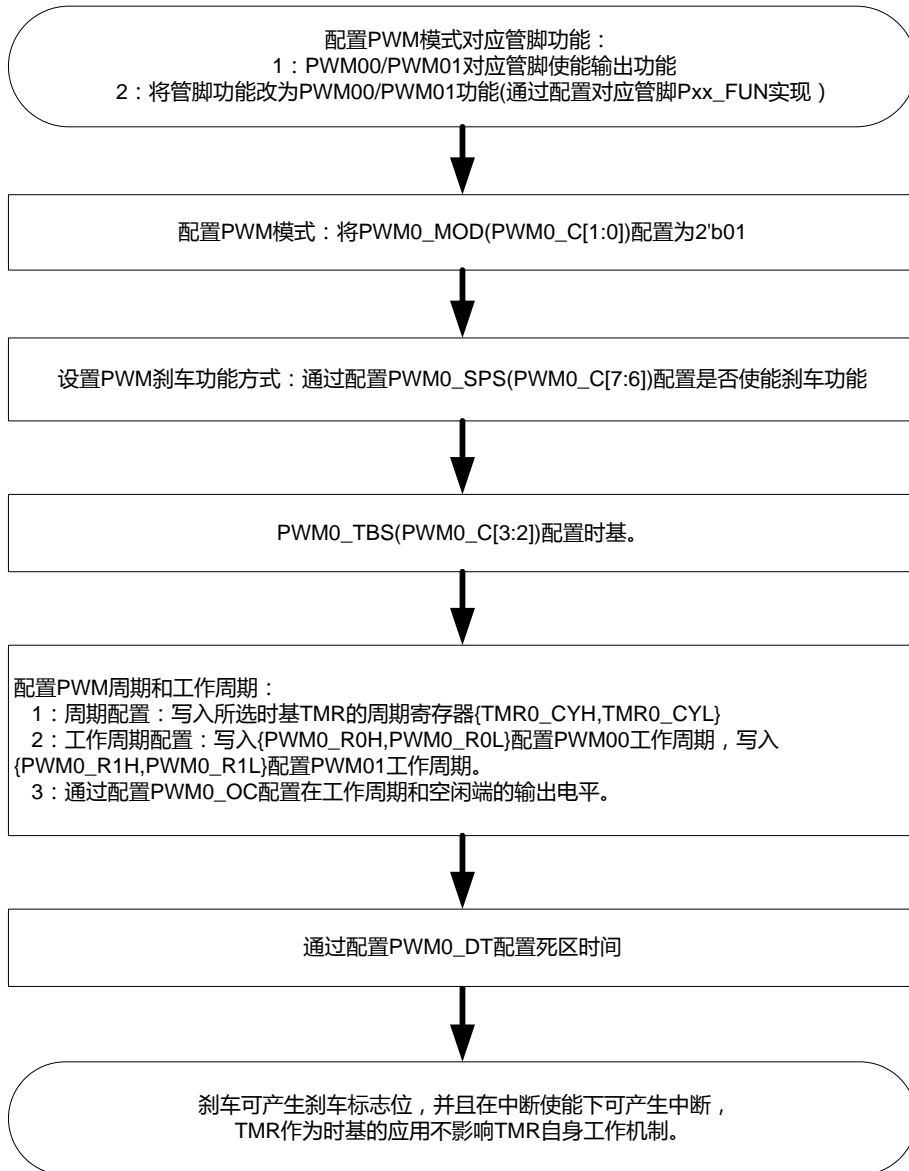 配置PWM模式对应管脚功能：
1：PWM00/PWM01对应管脚使能输出功能
2：将管脚功能改为PWM00/PWM01功能(通过配置对应管脚Pxx_FUN实现）
配置PWM模式：将PWM0_MOD(PWM0_C[1:0])配置为2'b01
设置PWM刹车功能方式：通过配置PWM0_SPS(PWM0_C[7:6])配置是否使能刹车功能
PWM0_TBS(PWM0_C[3:2])配置时基。
配置PWM周期和工作周期：
1：周期配置：写入所选时基TMR的周期寄存器{TMR0_CYH,TMR0_CYL}
2：工作周期配置：写入{PWM0_R0H,PWM0_R0L}配置PWM00工作周期，写入
{PWM0_R1H,PWM0_R1L}配置PWM01工作周期。
3：通过配置PWM0_OC配置在工作周期和空闲端的输出电平。
通过配置PWM0_DT配置死区时间
刹车可产生刹车标志位，并且在中断使能下可产生中断，
TMR作为时基的应用不影响TMR自身工作机制。